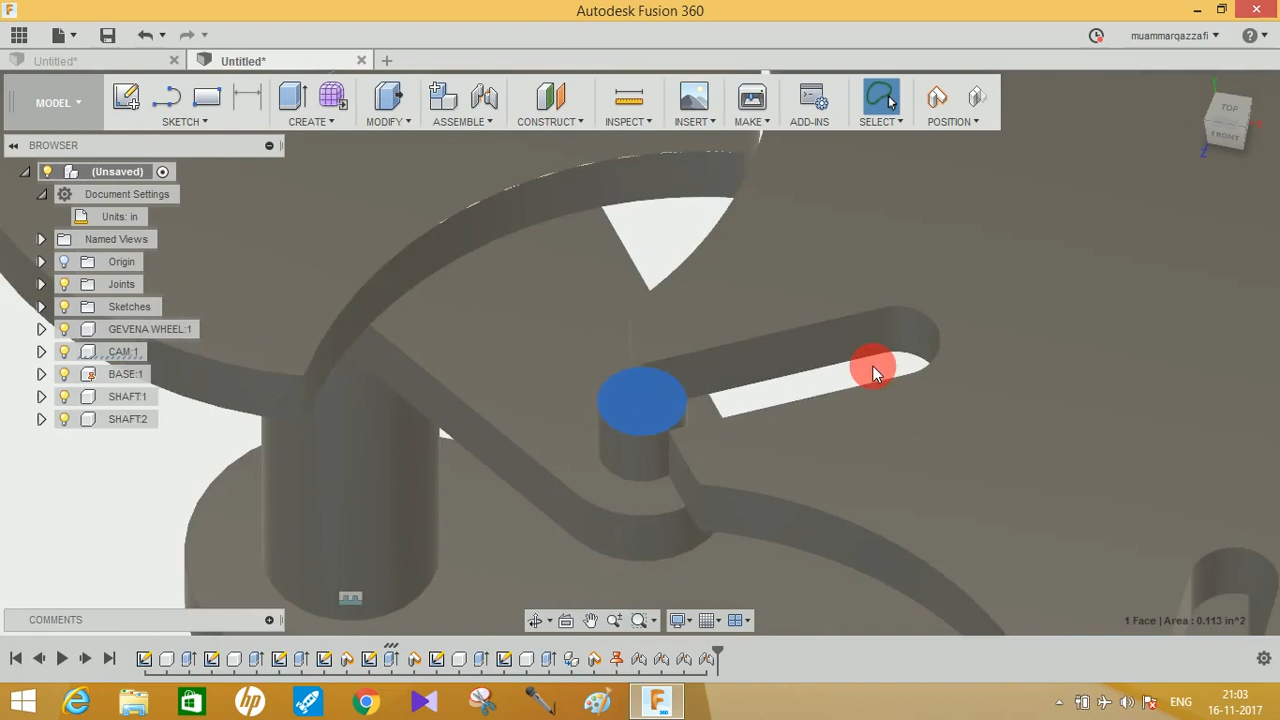 Autodesk Fusion 360
muammarqazzafi
Untitled*
Untitled*
MODEL
SKETCH
CREATE
MODIFY
ASSEMBLE
CONSTRUCT
INSPECT
INSERT
MAKE
ADD-INS
SELECT
POSITION
TOP
FRONT
Y
Z
BROWSER
(Unsaved)
Document Settings
Units: in
Named Views
Origin
Joints
Sketches
GEVENA WHEEL:1
CAM:1
BASE:1
SHAFT:1
SHAFT:2
COMMENTS
1 Face | Area : 0.113 in^2
ENG
21:03
16-11-2017
360